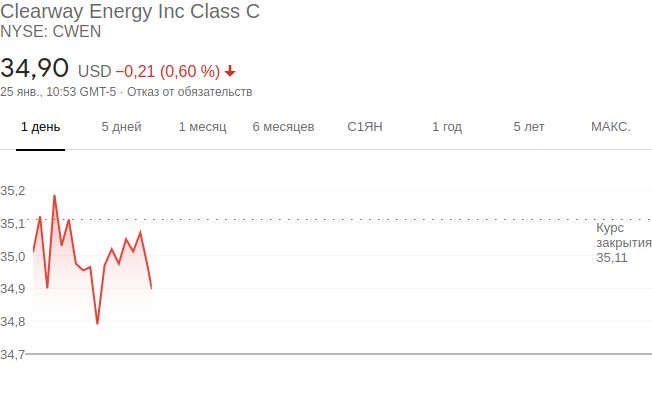 Clearway Energy Inc Class C
NYSE: CWEN
34,90 USD −0,21 (0,60 %)
25 янв., 10:53 GMT-5 · Отказ от обязательств
1 день 5 дней 1 месяц 6 месяцев С1ЯН 1 год 5 лет МАКС.
35,2
35,1
Курс
закрытия
35,11
35,0
34,9
34,8
34,7